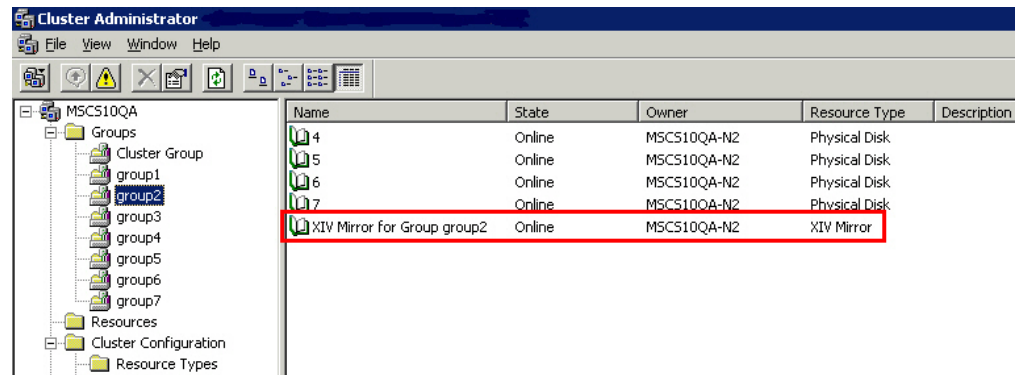 Cluster Administrator
File View Window Help
MSCS10QA
Groups
Cluster Group
group1
group2
group3
group4
group5
group6
group7
Resources
Cluster Configuration
Resource Types
Name State Owner Resource Type Description
4 Online MSCS10QA-N2 Physical Disk
5 Online MSCS10QA-N2 Physical Disk
6 Online MSCS10QA-N2 Physical Disk
7 Online MSCS10QA-N2 Physical Disk
XIV Mirror for Group group2 Online MSCS10QA-N2 XIV Mirror